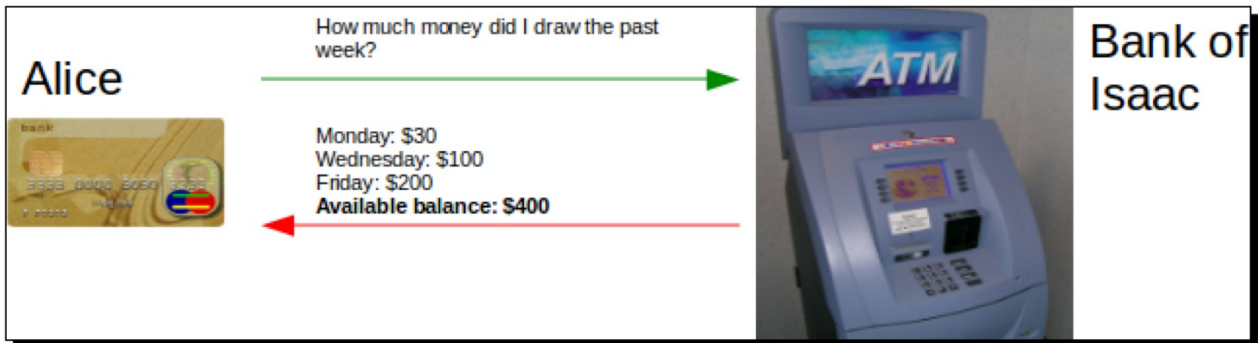 Alice
How much money did I draw the past
week?
Monday: $30
Wednesday: $100
Friday: $200
Available balance: $400
bank
ATM
Bank of
Isaac